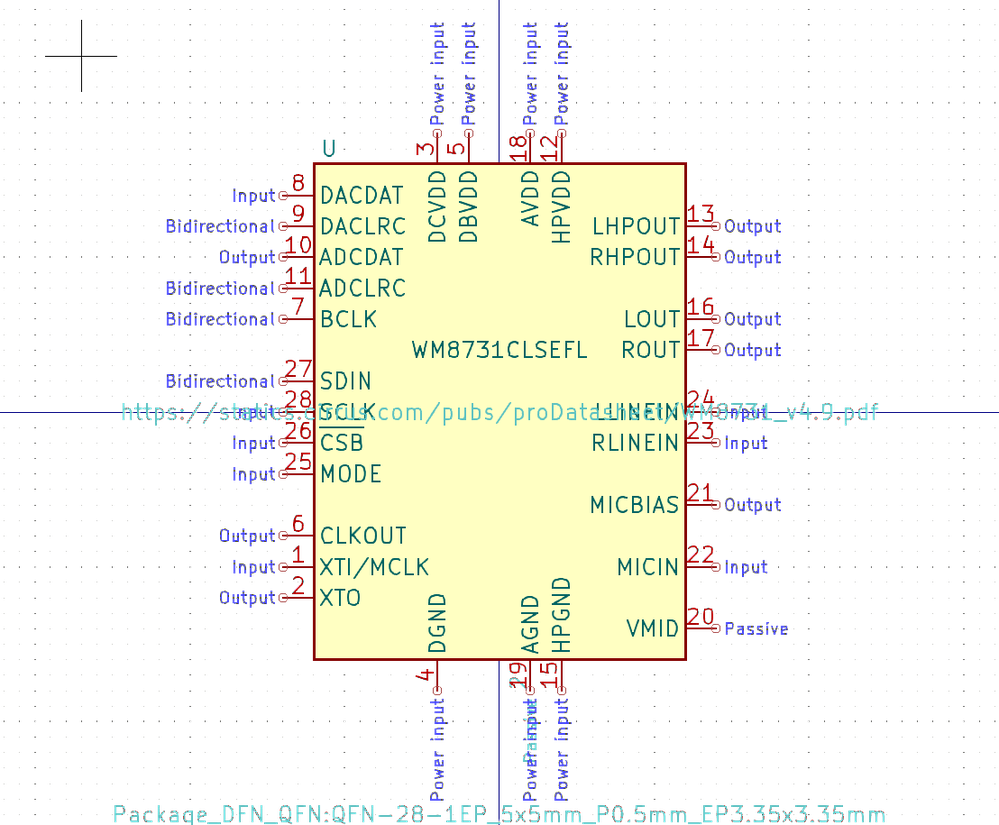 Power input
Power input
Power input
Power input
3
5
18
12
U
DCVDD
DBVDD
AVDD
HPVDD
Input 8 DACDAT
Bidirectional 9 DACLRC
LHPOUT 13 Output
Output 10 ADCDAT
RHPOUT 14 Output
Bidirectional 11 ADCLRC
Bidirectional 7 BCLK
LOUT 16 Output
WM8731CLSEFL
ROUT 17 Output
Bidirectional 27 SDIN
Input 28 SCLK
LLINEIN 24 Input
https://statics.cirrus.com/pubs/proDatasheet/WM8731_v4.9.pdf
Input 26 CSB
RLINEIN 23 Input
Input 25 MODE
MICBIAS 21 Output
Output 6 CLKOUT
Input 1 XTI/MCLK
MICIN 22 Input
Output 2 XTO
VMID 20 Passive
DGND
AGND
HPGND
4
19
15
Power input
Power input
Passive
Power input
Package_DFN_QFN:QFN-28-1EP_5x5mm_P0.5mm_EP3.35x3.35mm